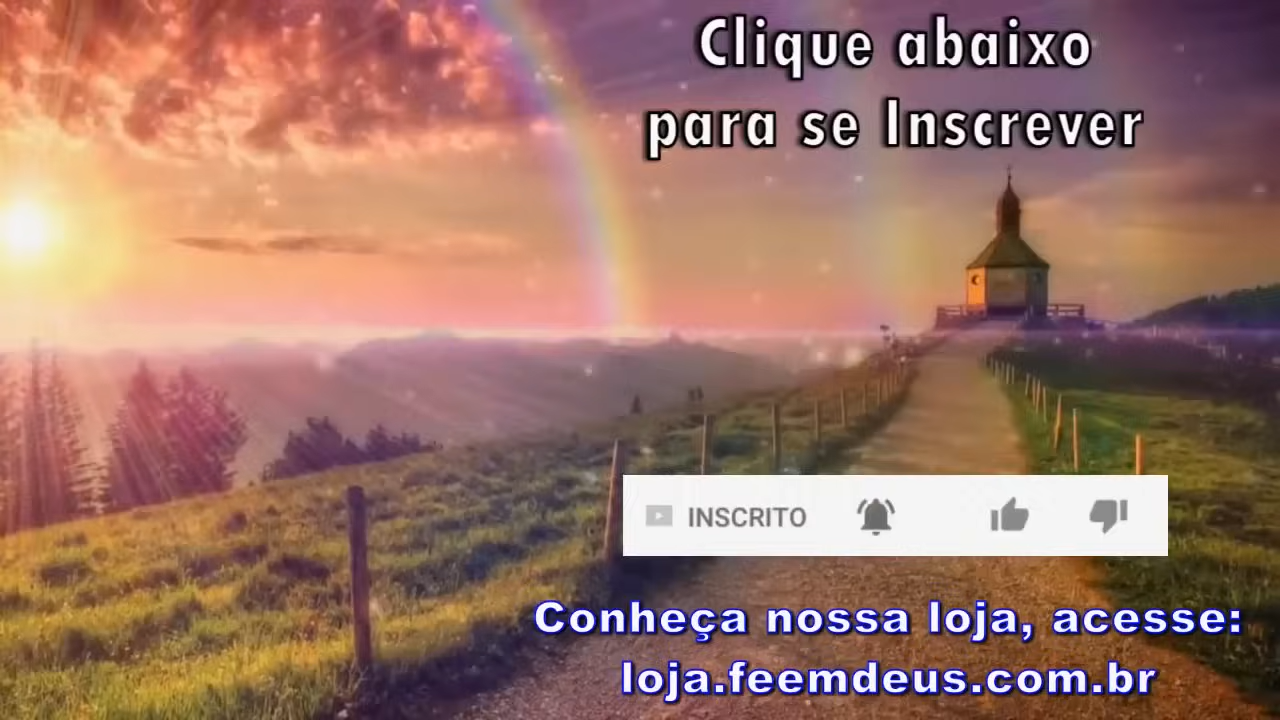 Clique abaixo
para se Inscrever
INSCRITO
Conheça nossa loja, acesse:
loja.feemdeus.com.br